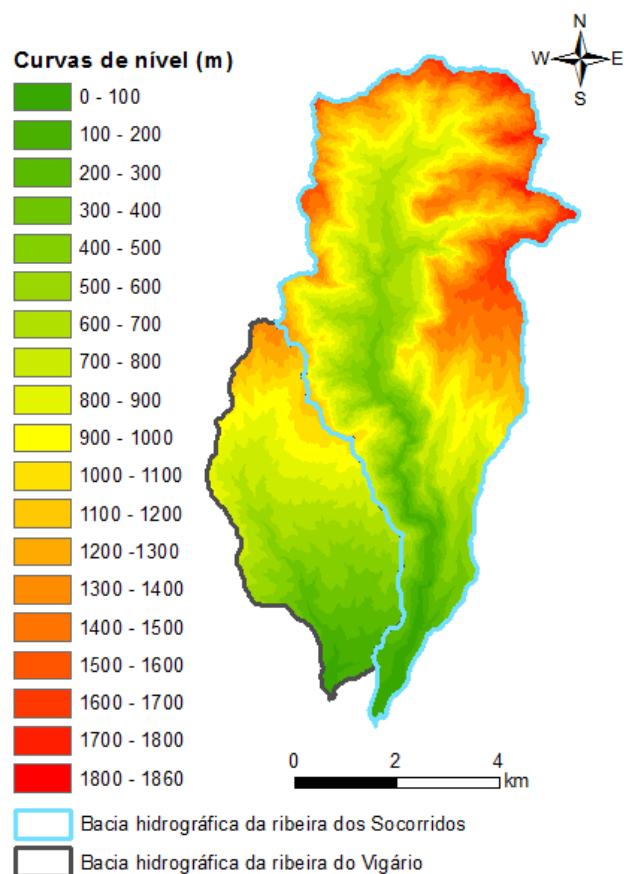 N
W E
S
Curvas de nível (m)
0 - 100
100 - 200
200 - 300
300 - 400
400 - 500
500 - 600
600 - 700
700 - 800
800 - 900
900 - 1000
1000 - 1100
1100 - 1200
1200 -1300
1300 - 1400
1400 - 1500
1500 - 1600
1600 - 1700
1700 - 1800
1800 - 1860
0 2 4
km
Bacia hidrográfica da ribeira dos Socorridos
Bacia hidrográfica da ribeira do Vigário